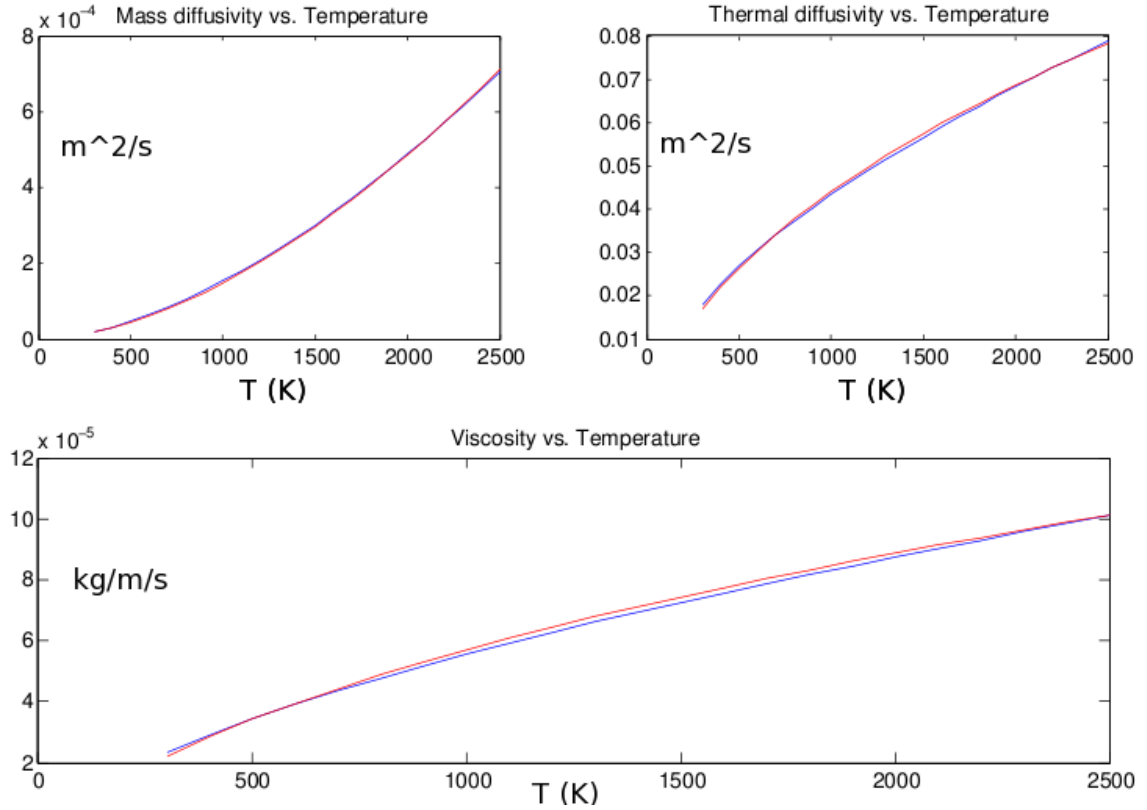 x 10⁻⁴ Mass diffusivity vs. Temperature
8
6
4
2
0
m^2/s
0 500 1000 1500 2000 2500
T (K)
Thermal diffusivity vs. Temperature
0.08
0.07
0.06
0.05
0.04
0.03
0.02
0.01
m^2/s
0 500 1000 1500 2000 2500
T (K)
x 10⁻⁵ Viscosity vs. Temperature
12
10
8
6
4
2
kg/m/s
0 500 1000 1500 2000 2500
T (K)